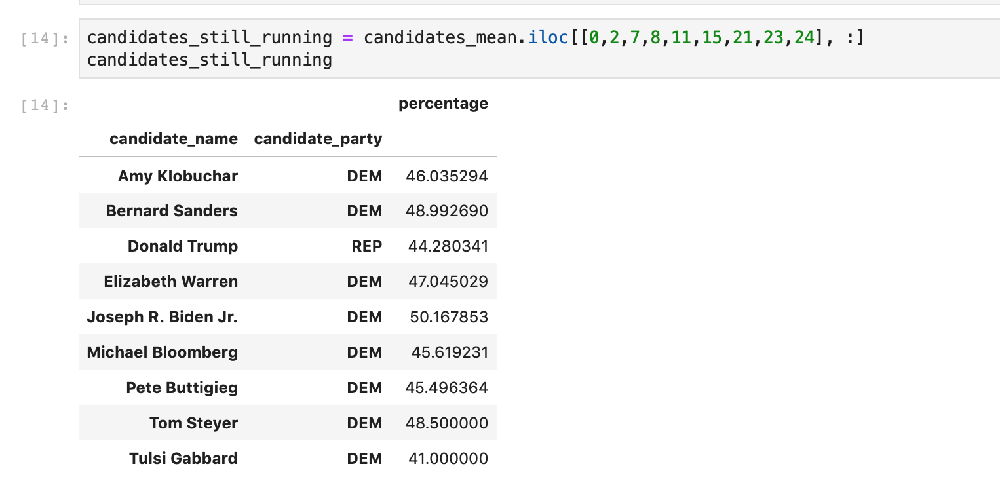 [14]: candidates_still_running = candidates_mean.iloc[[0,2,7,8,11,15,21,23,24], :]
candidates_still_running
[14]:
percentage
candidate_name candidate_party
Amy Klobuchar DEM 46.035294
Bernard Sanders DEM 48.992690
Donald Trump REP 44.280341
Elizabeth Warren DEM 47.045029
Joseph R. Biden Jr. DEM 50.167853
Michael Bloomberg DEM 45.619231
Pete Buttigieg DEM 45.496364
Tom Steyer DEM 48.500000
Tulsi Gabbard DEM 41.000000